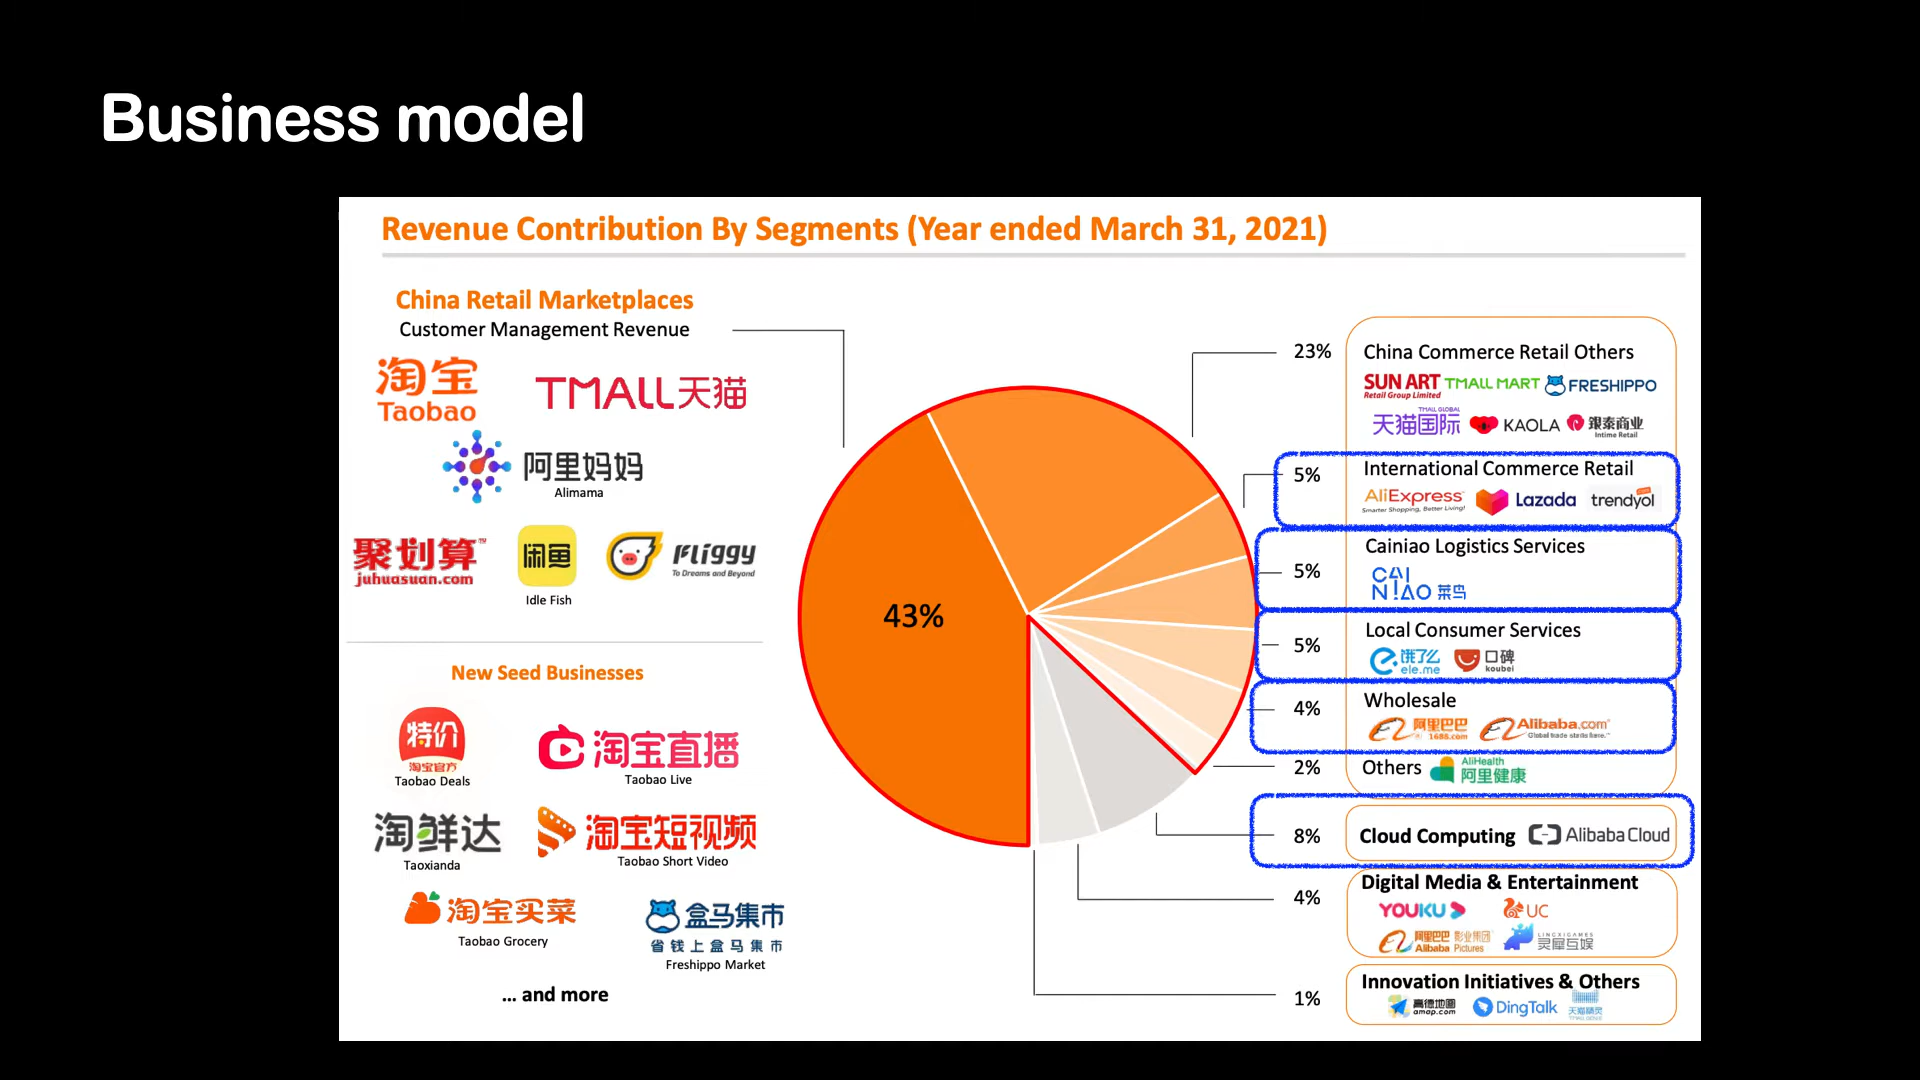 Business model
Revenue Contribution By Segments (Year ended March 31, 2021)
China Retail Marketplaces
Customer Management Revenue
淘宝
Taobao
TMALL天猫
阿里妈妈
Alimama
聚划算™
juhuasuan.com
闲鱼
Idle Fish
Fliggy
To Dreams and Beyond
New Seed Businesses
特价
淘宝官方
Taobao Deals
淘宝直播
Taobao Live
淘鲜达
Taoxianda
淘宝短视频
Taobao Short Video
淘宝买菜
Taobao Grocery
盒马集市
省钱上盒马集市
Freshippo Market
... and more
43%
23%
China Commerce Retail Others
SUN ART
Retail Group Limited
TMALL MART
FRESHIPPO
TMALL GLOBAL
天猫国际
KAOLA
银泰商业
Intime Retail
5%
International Commerce Retail
AliExpress
Smarter Shopping, Better Living!
Lazada
trendyol
5%
Cainiao Logistics Services
CAI
NIAO 菜鸟
5%
Local Consumer Services
饿了么
ele.me
口碑
koubei
4%
Wholesale
阿里巴巴
1688.com
Alibaba.com
Global trade starts here.™
2%
Others
AliHealth
阿里健康
8%
Cloud Computing
Alibaba Cloud
4%
Digital Media & Entertainment
YOUKU
UC
阿里巴巴 影业集团
Alibaba Pictures
LINGXIGAMES
灵犀互娱
1%
Innovation Initiatives & Others
高德地图
amap.com
DingTalk
天猫精灵
TMALL GENIE